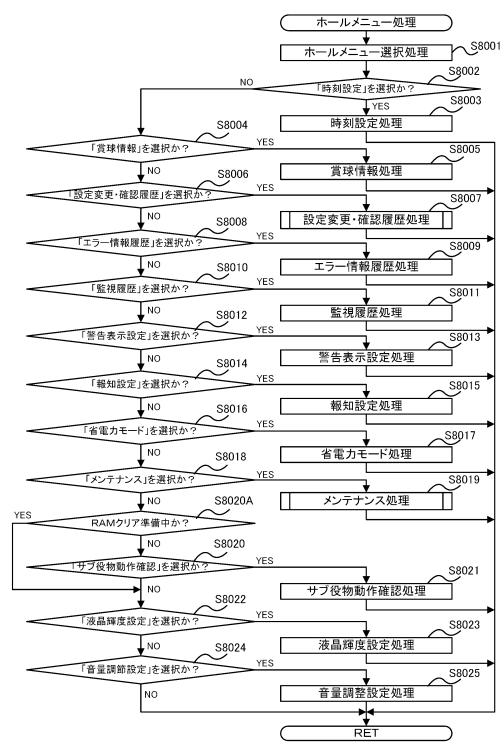 ホールメニュー処理
S8001
ホールメニュー選択処理
S8002
「時刻設定」を選択か？
NO
YES
S8003
時刻設定処理
S8004
「賞球情報」を選択か？
YES
S8005
賞球情報処理
NO
S8006
「設定変更・確認履歴」を選択か？
YES
S8007
設定変更・確認履歴処理
NO
S8008
「エラー情報履歴」を選択か？
YES
S8009
エラー情報履歴処理
NO
S8010
「監視履歴」を選択か？
YES
S8011
監視履歴処理
NO
S8012
「警告表示設定」を選択か？
YES
S8013
警告表示設定処理
NO
S8014
「報知設定」を選択か？
YES
S8015
報知設定処理
NO
S8016
「省電力モード」を選択か？
YES
S8017
省電力モード処理
NO
S8018
「メンテナンス」を選択か？
YES
S8019
メンテナンス処理
NO
S8020A
YES
RAMクリア準備中か？
NO
S8020
「サブ役物動作確認」を選択か？
YES
S8021
サブ役物動作確認処理
NO
S8022
「液晶輝度設定」を選択か？
YES
S8023
液晶輝度設定処理
NO
S8024
「音量調節設定」を選択か？
YES
S8025
音量調整設定処理
NO
RET